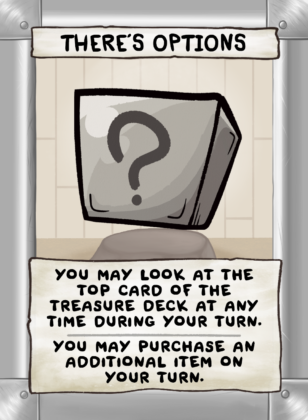 THERE'S OPTIONS
?
YOU MAY LOOK AT THE
TOP CARD OF THE
TREASURE DECK AT ANY
TIME DURING YOUR TURN.
YOU MAY PURCHASE AN
ADDITIONAL ITEM ON
YOUR TURN.